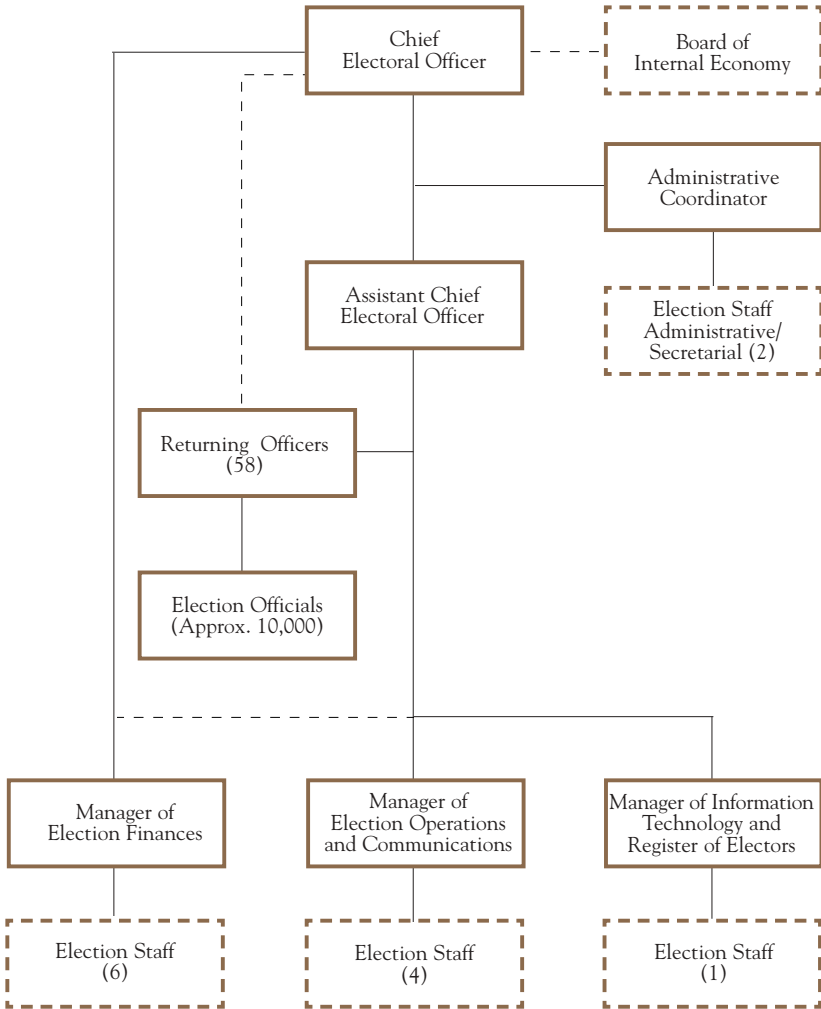 Chief
Electoral Officer
Board of
Internal Economy
Administrative
Coordinator
Assistant Chief
Electoral Officer
Election Staff
Administrative/
Secretarial (2)
Returning Officers
(58)
Election Officials
(Approx. 10,000)
Manager of
Election Finances
Manager of
Election Operations
and Communications
Manager of Information
Technology and
Register of Electors
Election Staff
(6)
Election Staff
(4)
Election Staff
(1)